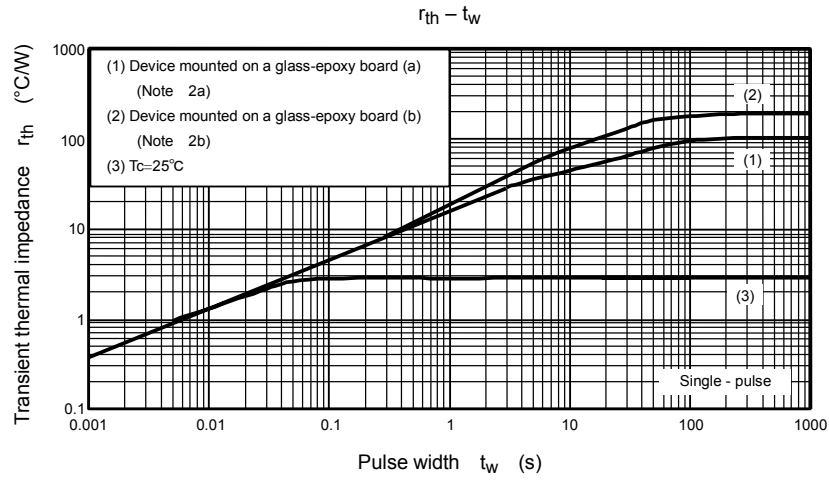 rth – tw
Transient thermal impedance rth (°C/W)
1000
100
10
1
0.1
(1) Device mounted on a glass-epoxy board (a)
(Note 2a)
(2) Device mounted on a glass-epoxy board (b)
(Note 2b)
(3) Tc=25°C
(2)
(1)
(3)
Single - pulse
0.001
0.01
0.1
1
10
100
1000
Pulse width tw (s)